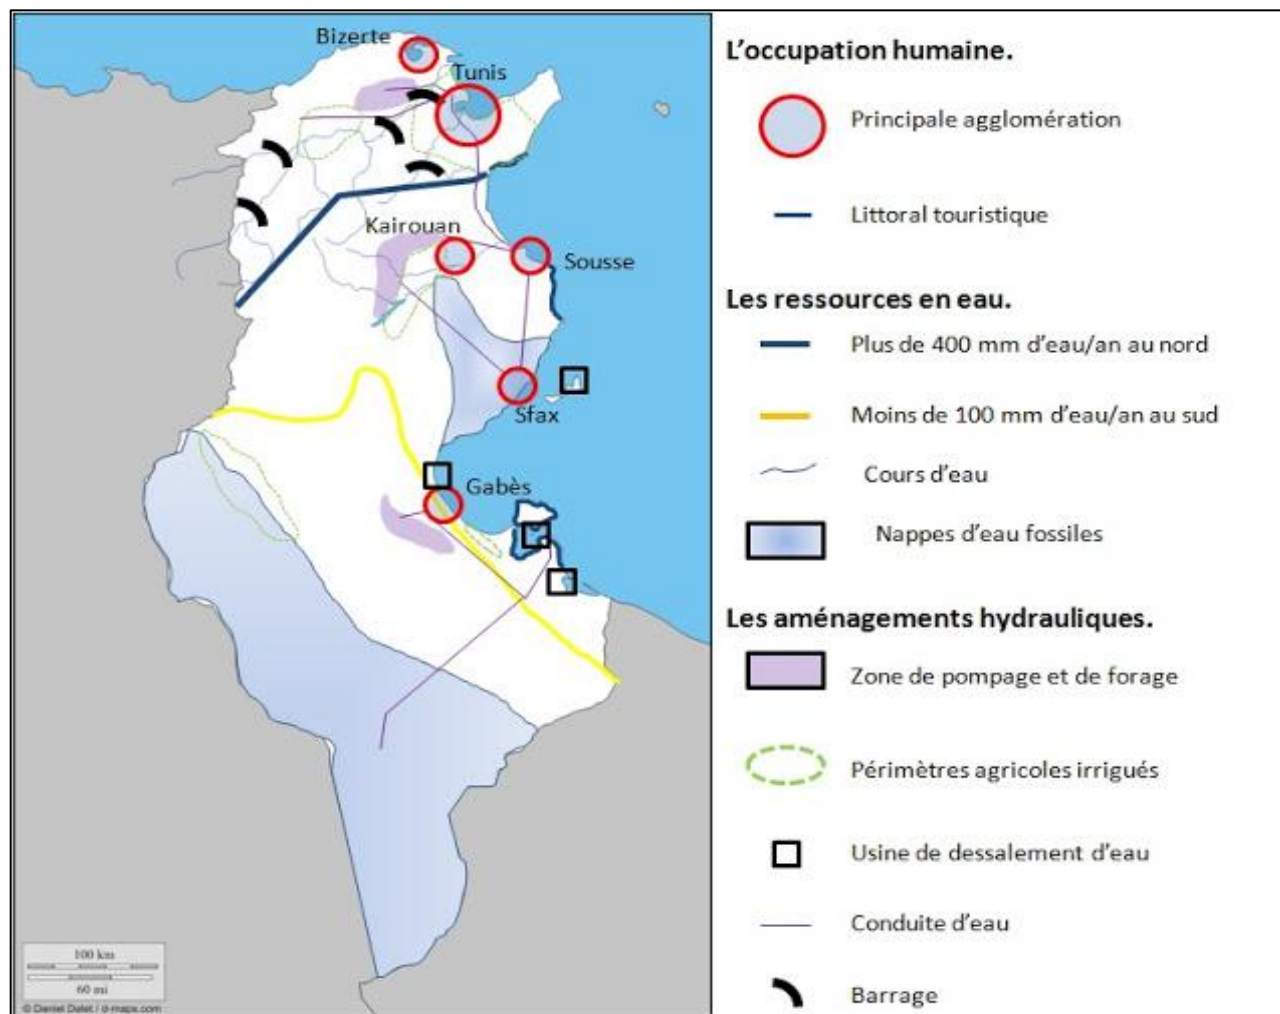 Bizerte
Tunis
Kairouan
Sousse
Sfax
Gabès
100 km
60 mi
© Daniel Dalet / d-maps.com
L'occupation humaine.
Principale agglomération
Littoral touristique
Les ressources en eau.
Plus de 400 mm d'eau/an au nord
Moins de 100 mm d'eau/an au sud
Cours d'eau
Nappes d'eau fossiles
Les aménagements hydrauliques.
Zone de pompage et de forage
Périmètres agricoles irrigués
Usine de dessalement d'eau
Conduite d'eau
Barrage